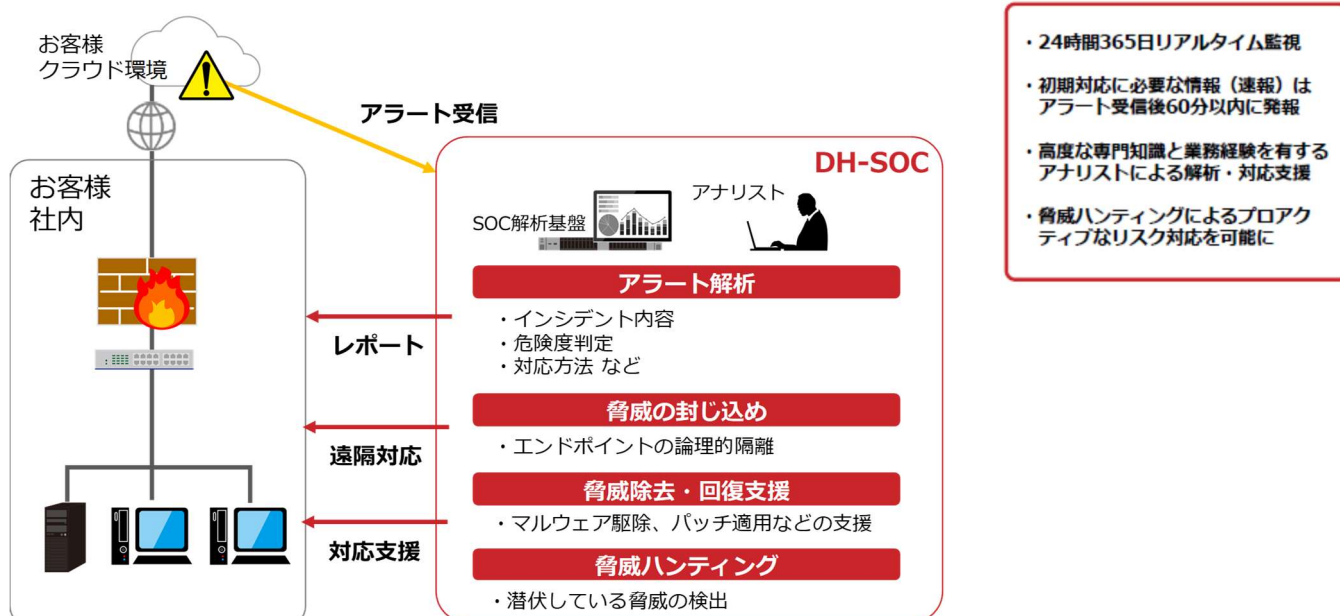 お客様
クラウド環境
アラート受信
お客様
社内
DH-SOC
アナリスト
SOC解析基盤
アラート解析
・インシデント内容
・危険度判定
・対応方法 など
レポート
脅威の封じ込め
・エンドポイントの論理的隔離
遠隔対応
脅威除去・回復支援
・マルウェア駆除、パッチ適用などの支援
対応支援
脅威ハンティング
・潜伏している脅威の検出
・24時間365日リアルタイム監視
・初期対応に必要な情報（速報）は
アラート受信後60分以内に発報
・高度な専門知識と業務経験を有する
アナリストによる解析・対応支援
・脅威ハンティングによるプロアク
ティブなリスク対応を可能に